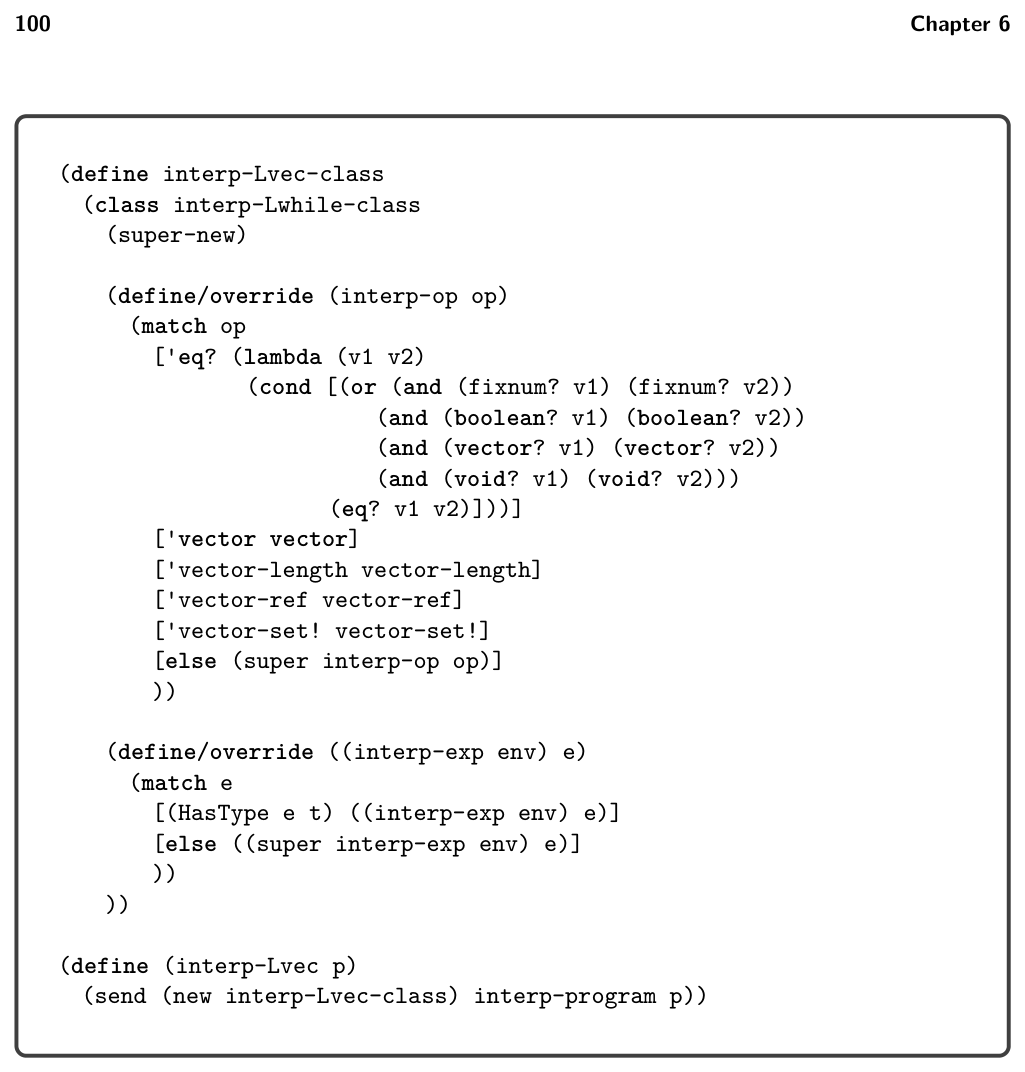 100 Chapter 6
(define interp-Lvec-class
  (class interp-Lwhile-class
    (super-new)

    (define/override (interp-op op)
      (match op
        ['eq? (lambda (v1 v2)
                (cond [(or (and (fixnum? v1) (fixnum? v2))
                           (and (boolean? v1) (boolean? v2))
                           (and (vector? v1) (vector? v2))
                           (and (void? v1) (void? v2)))
                       (eq? v1 v2)]))]
        ['vector vector]
        ['vector-length vector-length]
        ['vector-ref vector-ref]
        ['vector-set! vector-set!]
        [else (super interp-op op)]
        ))

    (define/override ((interp-exp env) e)
      (match e
        [(HasType e t) ((interp-exp env) e)]
        [else ((super interp-exp env) e)]
        ))
    ))

(define (interp-Lvec p)
  (send (new interp-Lvec-class) interp-program p))